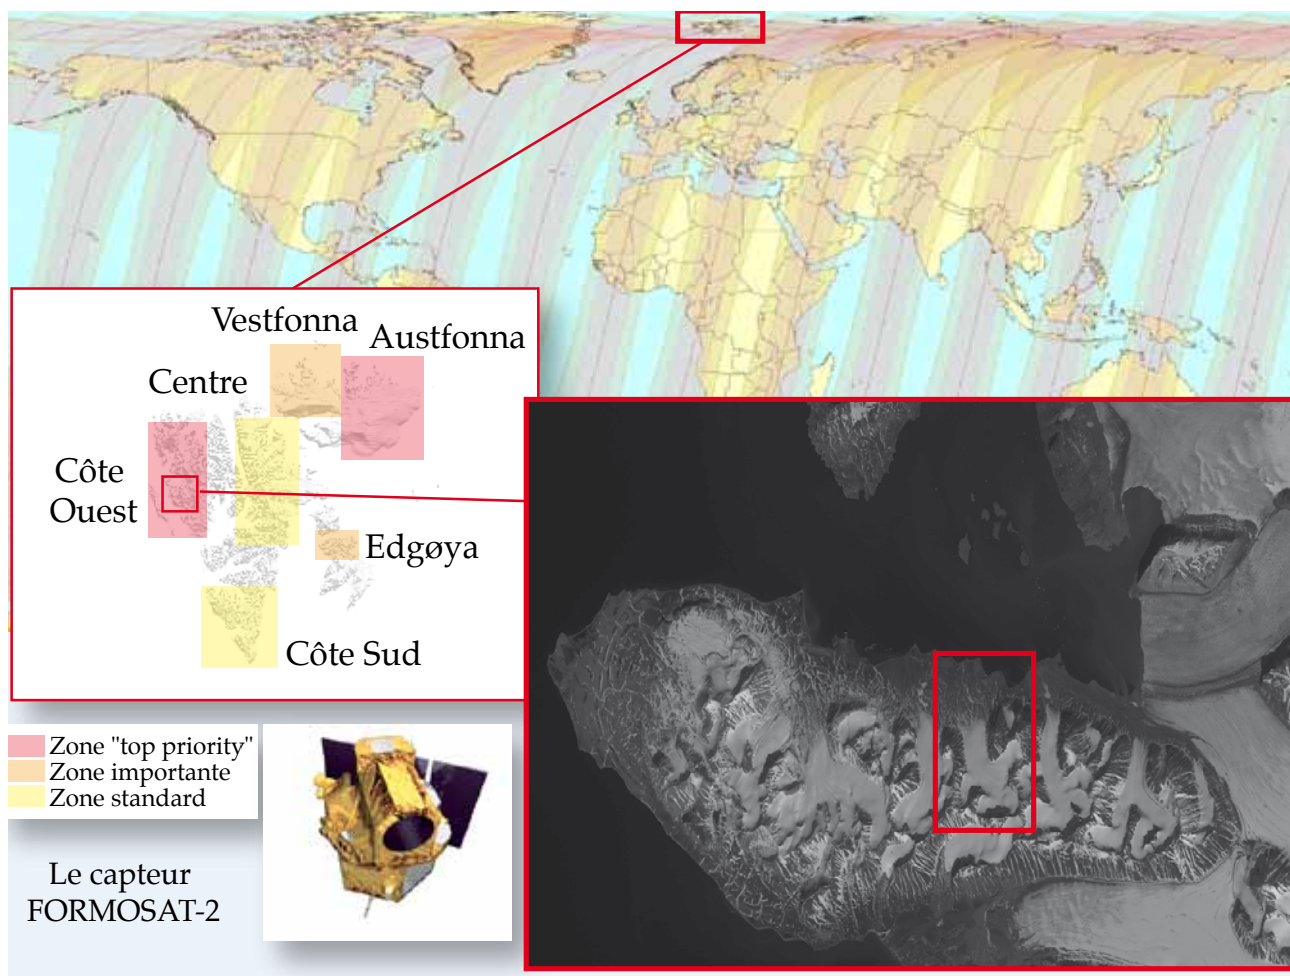 Vestfonna
Austfonna
Centre
Côte
Ouest
Edgøya
Côte Sud
Zone "top priority"
Zone importante
Zone standard
Le capteur
FORMOSAT-2